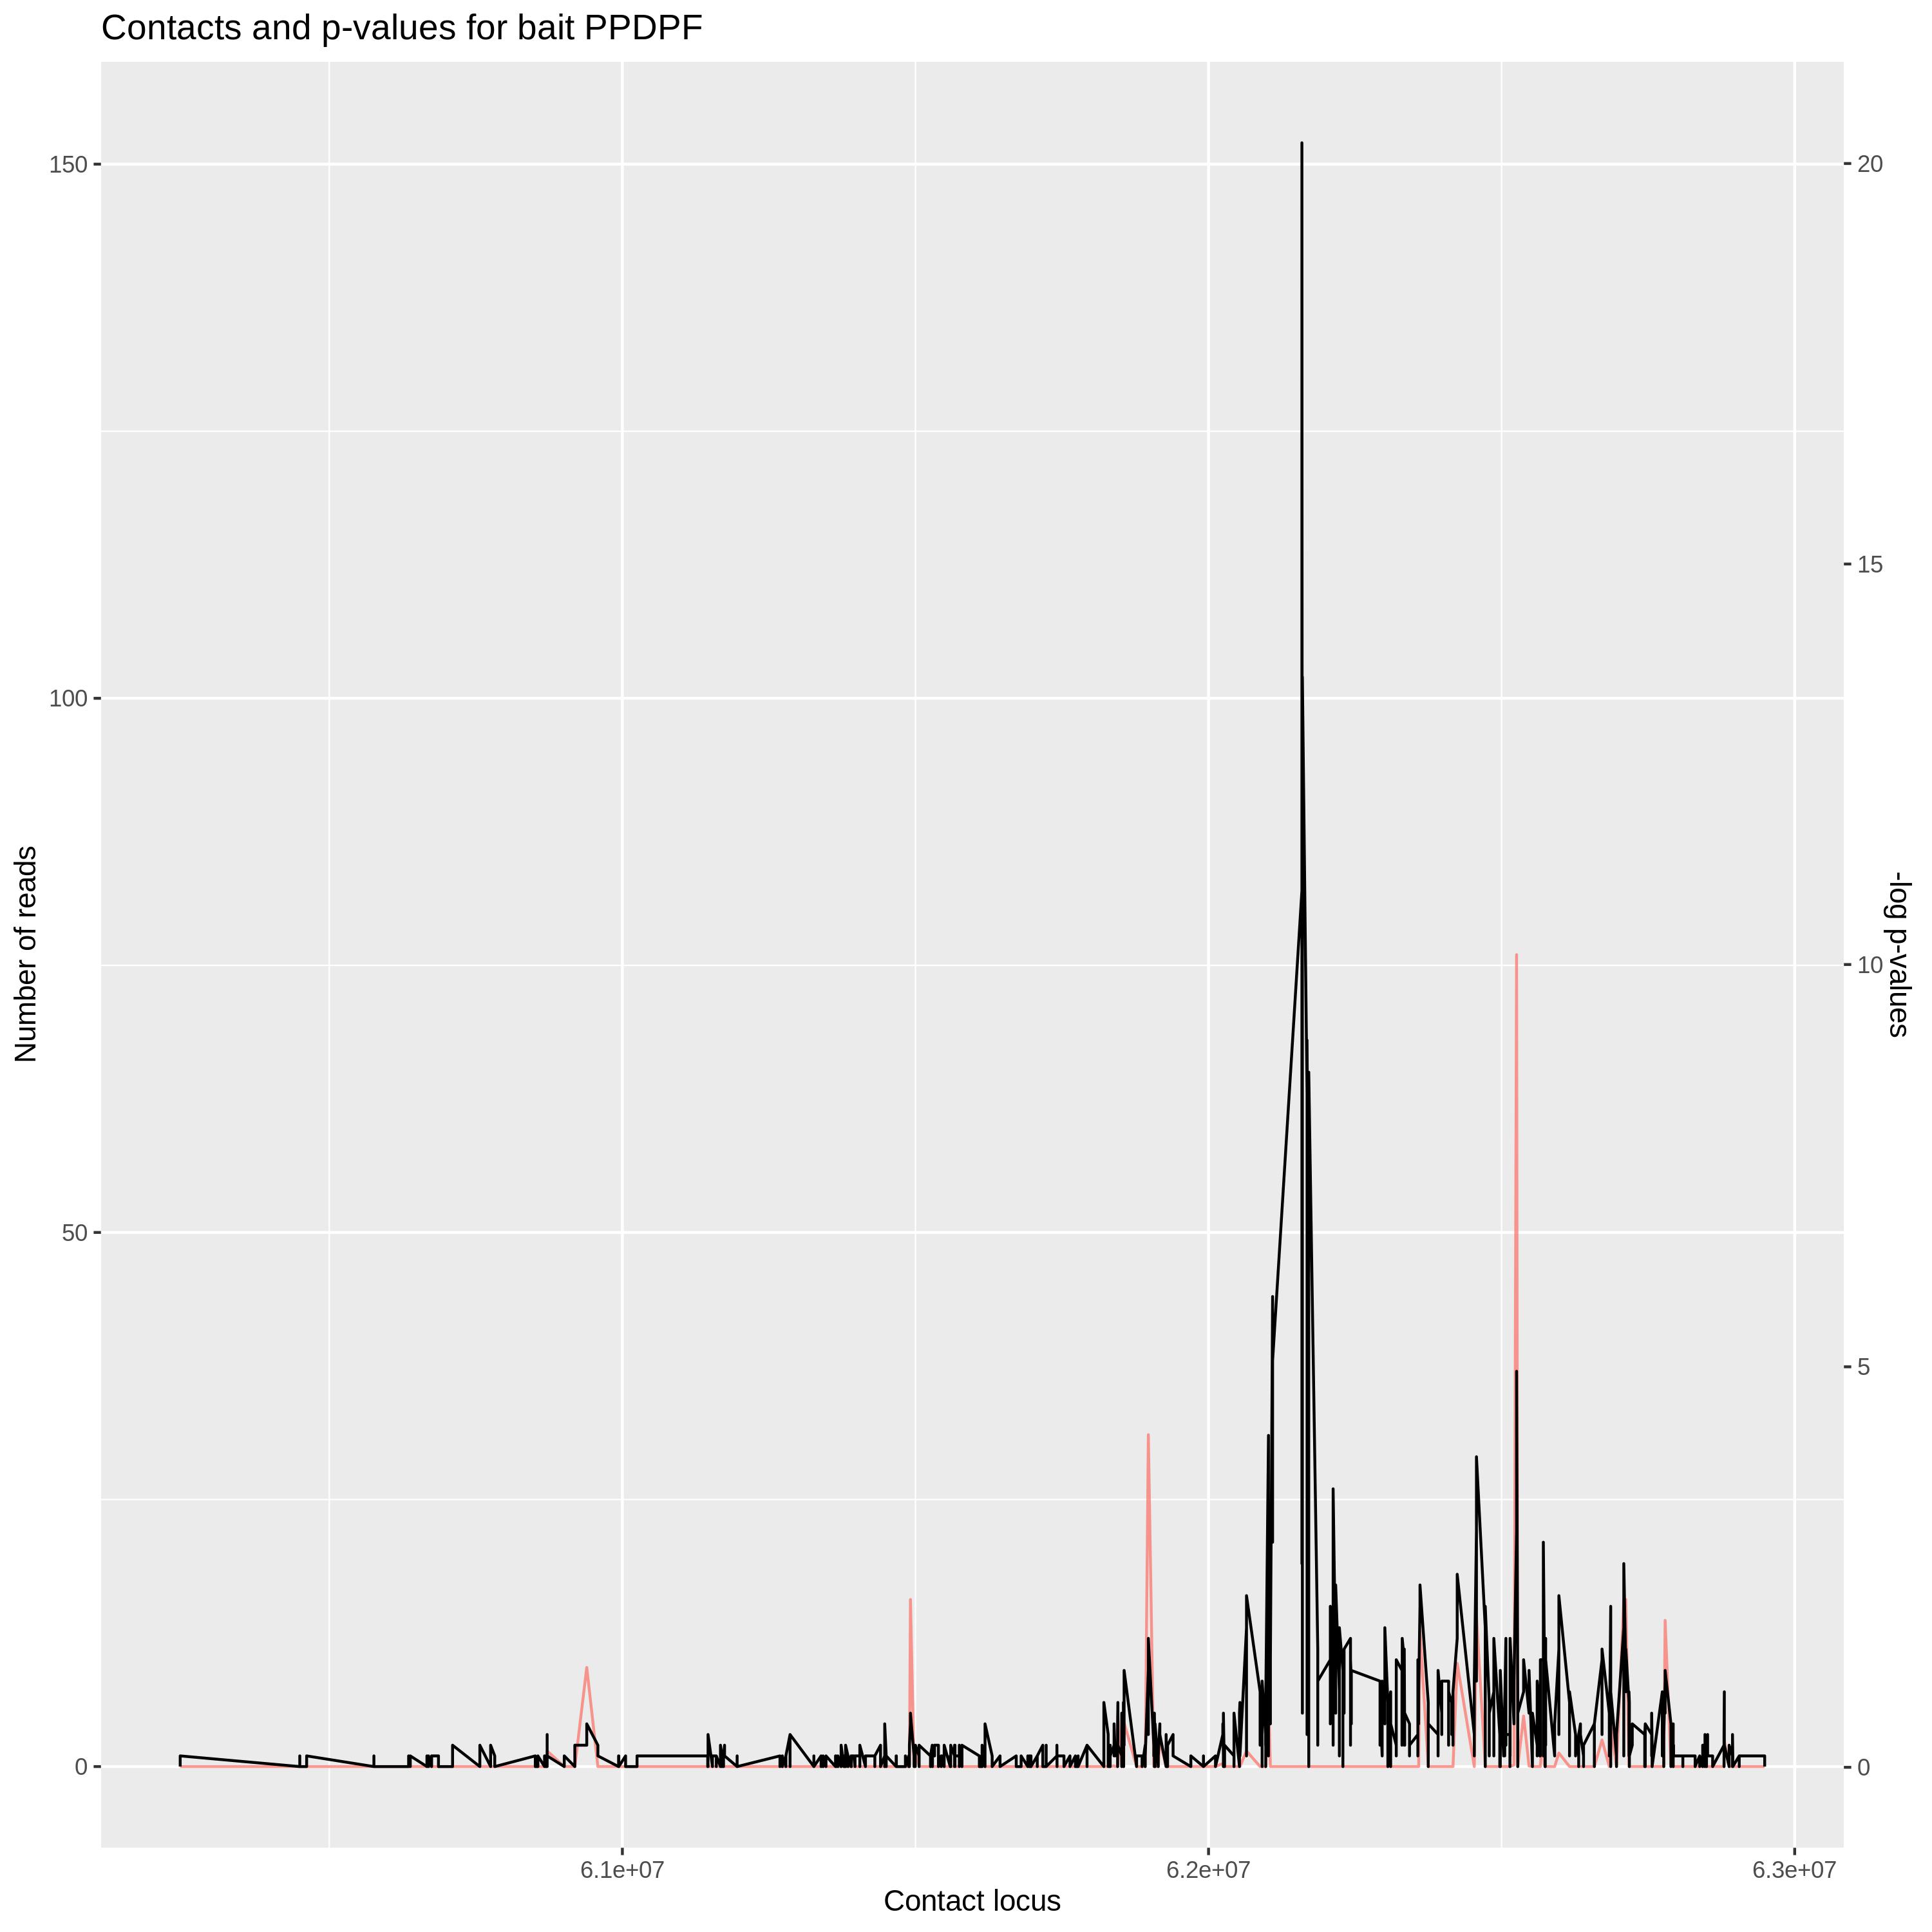 Contacts and p-values for bait PPDPF
150
100
50
0
Number of reads
20
15
10
5
0
-log p-values
6.1e+07
6.2e+07
6.3e+07
Contact locus